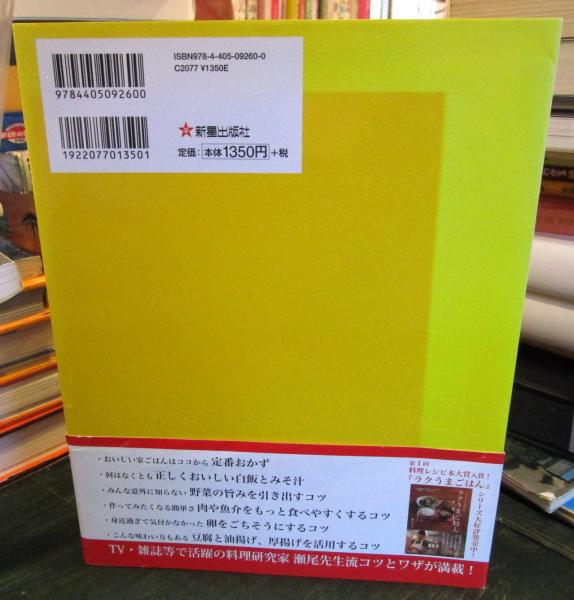 ISBN978-4-405-09260-0
C2077 ¥1350E
9784405092600
1922077013501
新星出版社
定価：本体1350円+税
・おいしい家ごはんはココから 定番おかず
・何はなくとも 正しくおいしい白飯とみそ汁
・みんな意外に知らない 野菜の旨みを引き出すコツ
・作ってみたくなる簡単さ 肉や魚介をもっと食べやすくするコツ
・身近過ぎて気付かなかった 卵をごちそうにするコツ
・こんな味わい方もある 豆腐と油揚げ、厚揚げを活用するコツ
TV・雑誌等で活躍の料理研究家 瀬尾先生流コツとワザが満載！
第1回
料理レシピ本大賞入賞！
『ラクうまごはん』
シリーズ大好評発売中！
ラクうまごはん